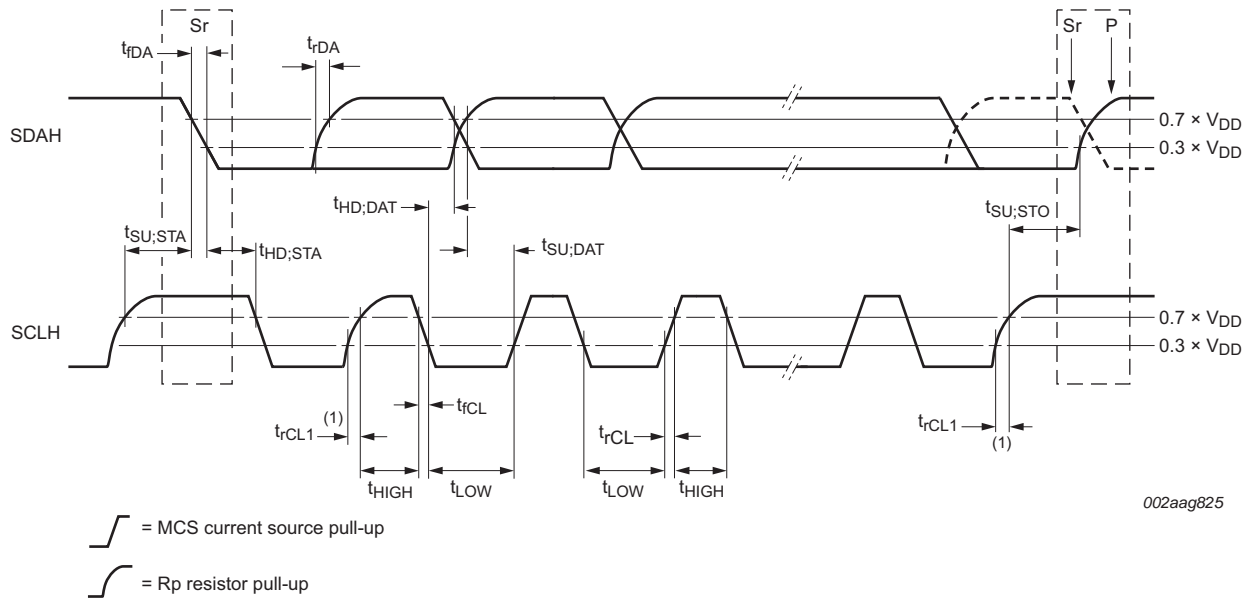 Sr
Sr P
tfDA
trDA
0.7 × VDD
SDAH
0.3 × VDD
tHD;DAT
tSU;STO
tSU;STA
tHD;STA
tSU;DAT
SCLH
0.7 × VDD
0.3 × VDD
(1)
tfCL
trCL1
trCL
trCL1
(1)
tHIGH
tLOW
tLOW
tHIGH
002aag825
= MCS current source pull-up
= Rp resistor pull-up